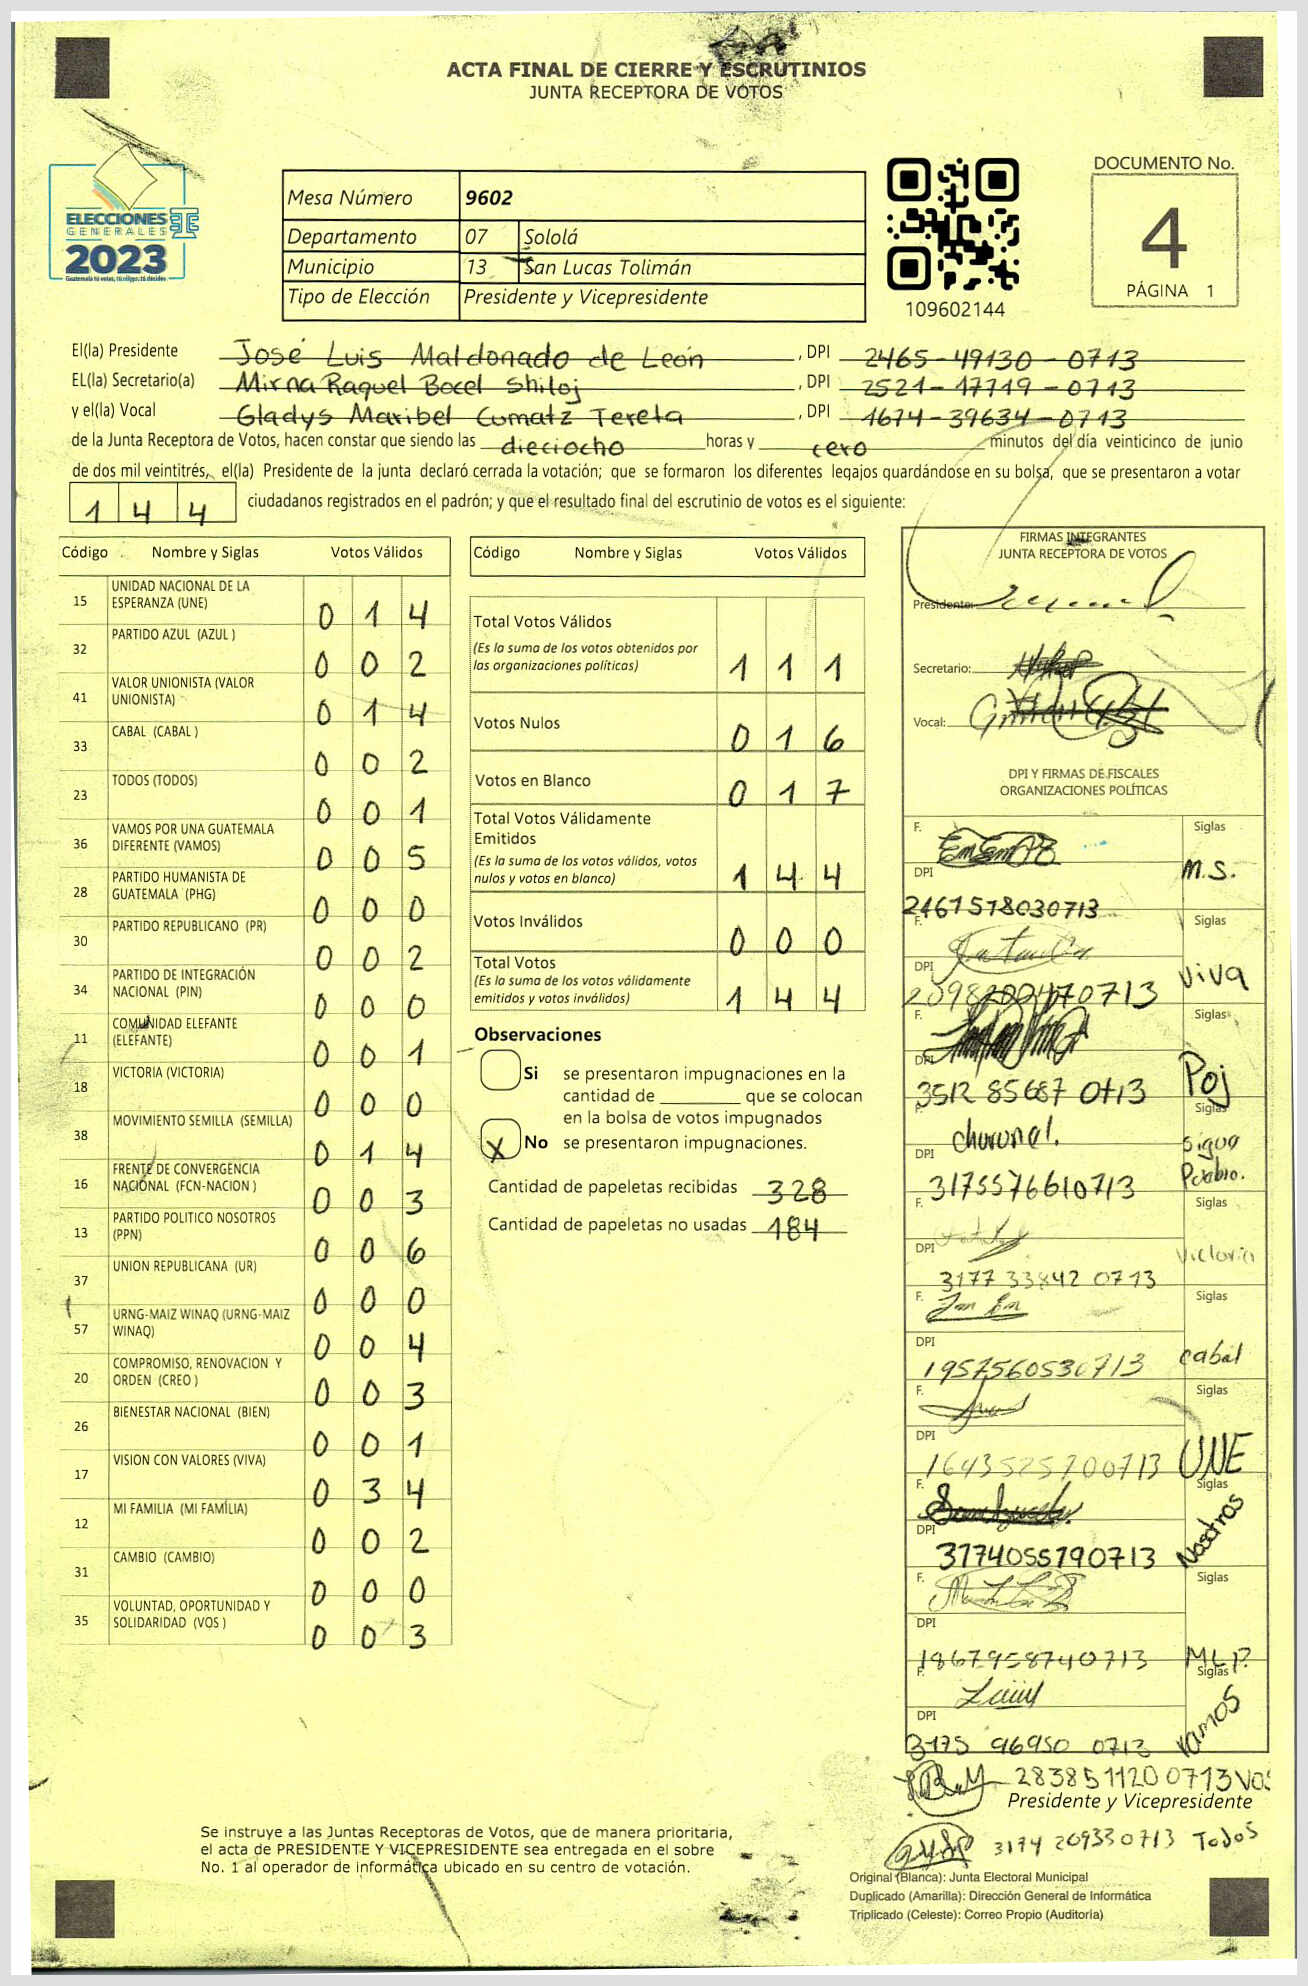 ACTA FINAL DE CIERRE Y ESCRUTINIOS
JUNTA RECEPTORA DE VOTOS
ELECCIONES
GENERALES
2023
Guatemala tú votas, tú eliges, tú decides
Mesa Número 9602
Departamento 07 Sololá
Municipio 13 San Lucas Tolimán
Tipo de Elección Presidente y Vicepresidente
109602144
DOCUMENTO No.
4
PÁGINA 1
El(la) Presidente José Luis Maldonado de León , DPI 2465-49130-0713
EL(la) Secretario(a) Mirna Raquel Bocel Shiloj , DPI 2521-17719-0713
y el(la) Vocal Gladys Maribel Cumatz Tereta , DPI 1674-39634-0713
de la Junta Receptora de Votos, hacen constar que siendo las dieciocho horas y cero minutos del día veinticinco de junio
de dos mil veintitrés, el(la) Presidente de la junta declaró cerrada la votación; que se formaron los diferentes legajos guardándose en su bolsa, que se presentaron a votar
144 ciudadanos registrados en el padrón; y que el resultado final del escrutinio de votos es el siguiente:
Código Nombre y Siglas Votos Válidos
15 UNIDAD NACIONAL DE LA ESPERANZA (UNE) 0 1 4
32 PARTIDO AZUL (AZUL ) 0 0 2
41 VALOR UNIONISTA (VALOR UNIONISTA) 0 1 4
33 CABAL (CABAL ) 0 0 2
23 TODOS (TODOS) 0 0 1
36 VAMOS POR UNA GUATEMALA DIFERENTE (VAMOS) 0 0 5
28 PARTIDO HUMANISTA DE GUATEMALA (PHG) 0 0 0
30 PARTIDO REPUBLICANO (PR) 0 0 2
34 PARTIDO DE INTEGRACIÓN NACIONAL (PIN) 0 0 0
11 COMUNIDAD ELEFANTE (ELEFANTE) 0 0 1
18 VICTORIA (VICTORIA) 0 0 0
38 MOVIMIENTO SEMILLA (SEMILLA) 0 1 4
16 FRENTE DE CONVERGENCIA NACIONAL (FCN-NACION ) 0 0 3
13 PARTIDO POLITICO NOSOTROS (PPN) 0 0 6
37 UNION REPUBLICANA (UR) 0 0 0
57 URNG-MAIZ WINAQ (URNG-MAIZ WINAQ) 0 0 4
20 COMPROMISO, RENOVACION Y ORDEN (CREO ) 0 0 3
26 BIENESTAR NACIONAL (BIEN) 0 0 1
17 VISION CON VALORES (VIVA) 0 3 4
12 MI FAMILIA (MI FAMILIA) 0 0 2
31 CAMBIO (CAMBIO) 0 0 0
35 VOLUNTAD, OPORTUNIDAD Y SOLIDARIDAD (VOS ) 0 0 3
Código Nombre y Siglas Votos Válidos
Total Votos Válidos
(Es la suma de los votos obtenidos por
las organizaciones políticas) 1 1 1
Votos Nulos 0 1 6
Votos en Blanco 0 1 7
Total Votos Válidamente
Emitidos
(Es la suma de los votos válidos, votos
nulos y votos en blanco) 1 4 4
Votos Inválidos 0 0 0
Total Votos
(Es la suma de los votos válidamente
emitidos y votos inválidos) 1 4 4
Observaciones
Si se presentaron impugnaciones en la
cantidad de ________ que se colocan
en la bolsa de votos impugnados
X No se presentaron impugnaciones.
Cantidad de papeletas recibidas 328
Cantidad de papeletas no usadas 184
FIRMAS INTEGRANTES
JUNTA RECEPTORA DE VOTOS
Presidente:
Secretario:
Vocal:
DPI Y FIRMAS DE FISCALES
ORGANIZACIONES POLÍTICAS
F. Siglas
DPI M.S.
2461578030713
F. Siglas
DPI viva
F. Siglas
DPI Poj
3512 85687 0713
F. Siglas
DPI
3175576610713
F. Siglas
DPI Victoria
3177 33842 0713
F. Siglas
DPI cabal
1957560530713
F. Siglas
DPI UNE
1643525700713
F. Siglas
DPI Nosotros
3774055790713
F. Siglas
DPI MLP.
1867958740713
F. Siglas
DPI vamos
3175 96950 0713
2838511200713 VOS
Presidente y Vicepresidente
3174 209330713 Todos
Se instruye a las Juntas Receptoras de Votos, que de manera prioritaria,
el acta de PRESIDENTE Y VICEPRESIDENTE sea entregada en el sobre
No. 1 al operador de informática ubicado en su centro de votación.
Original (Blanca): Junta Electoral Municipal
Duplicado (Amarilla): Dirección General de Informática
Triplicado (Celeste): Correo Propio (Auditoría)